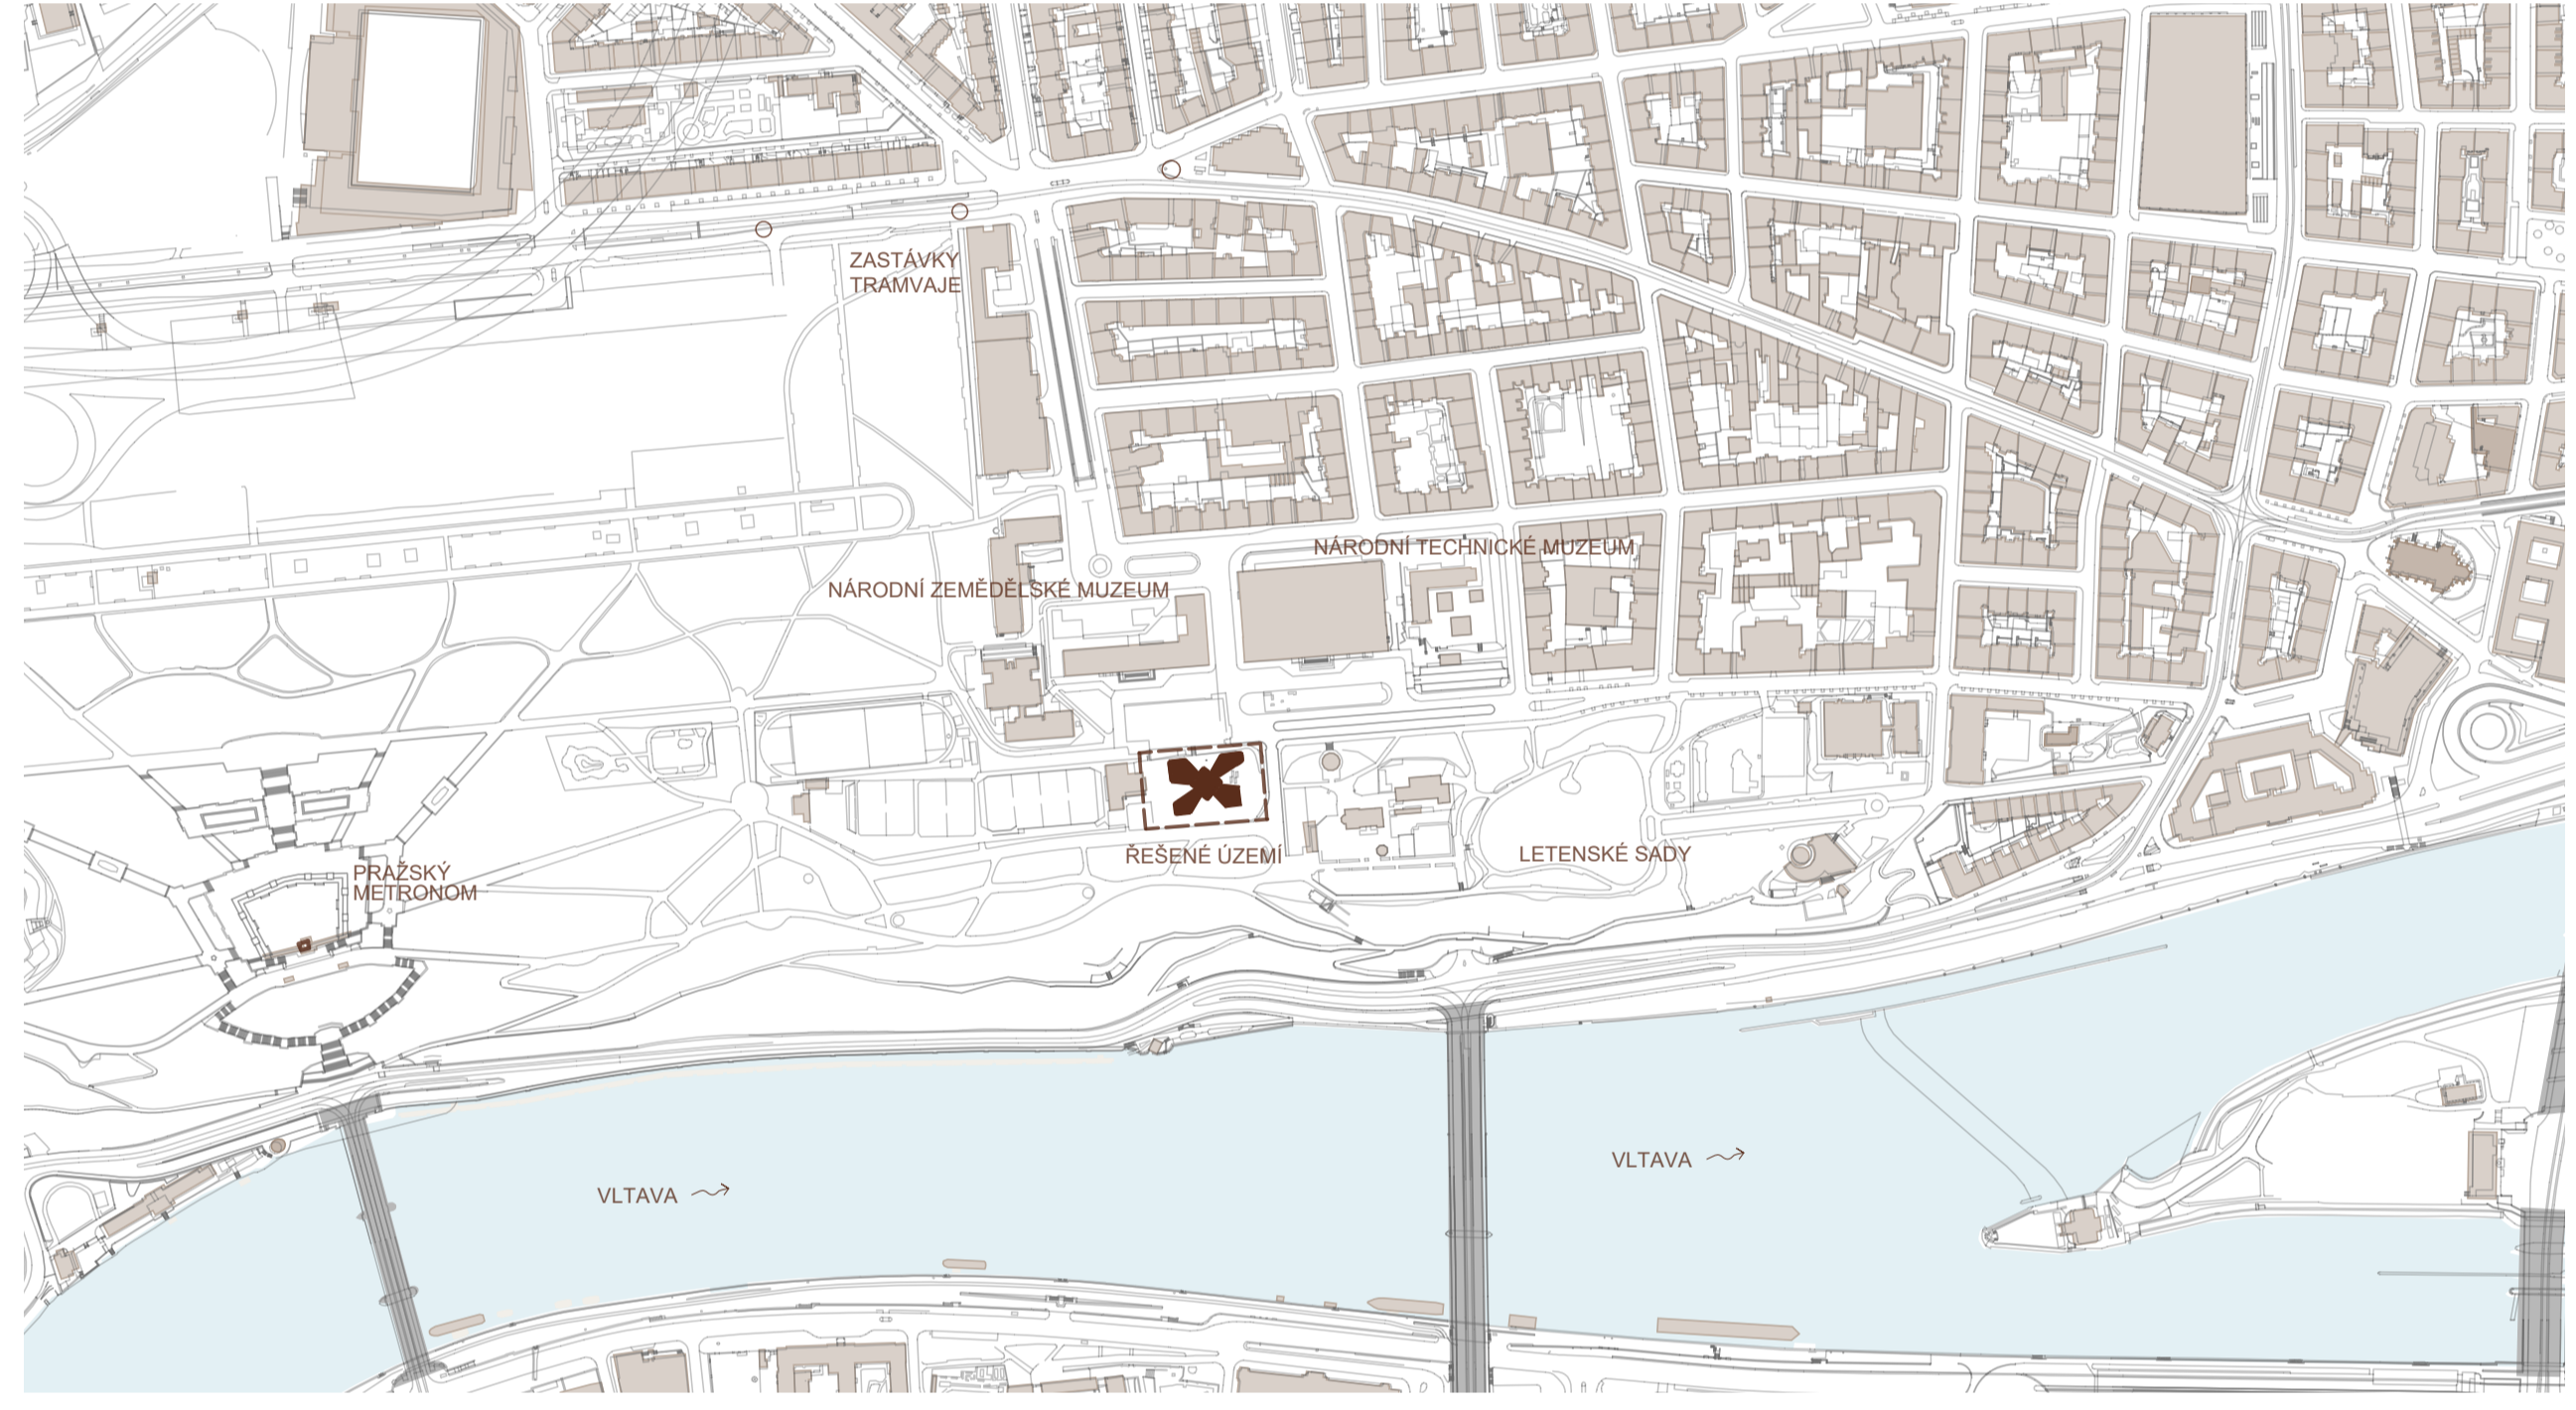 ZASTÁVKY
TRAMVAJE
NÁRODNÍ TECHNICKÉ MUZEUM
NÁRODNÍ ZEMĚDĚLSKÉ MUZEUM
ŘEŠENÉ ÚZEMÍ
LETENSKÉ SADY
PRAŽSKÝ
METRONOM
VLTAVA
VLTAVA